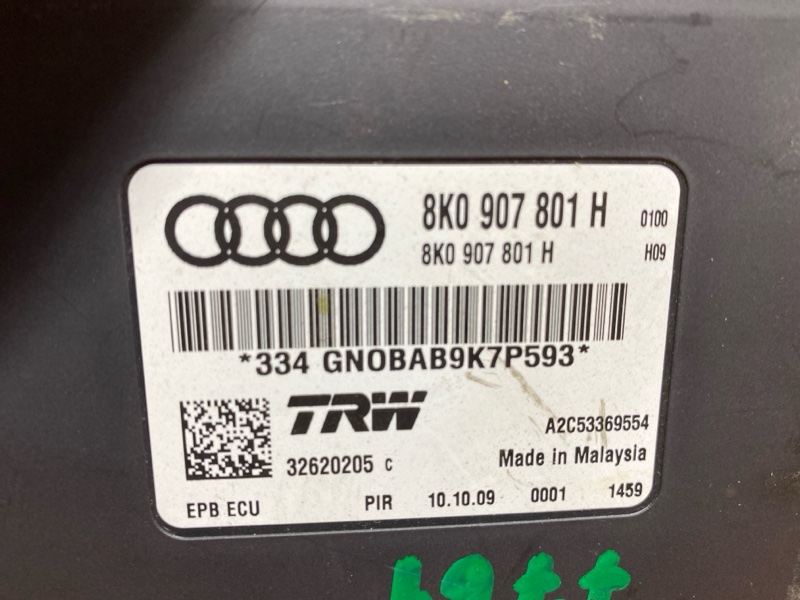 8K0 907 801 H 0100
8K0 907 801 H H09
*334 GN0BAB9K7P593*
TRW A2C53369554
32620205 C Made in Malaysia
EPB ECU PIR 10.10.09 0001 1459